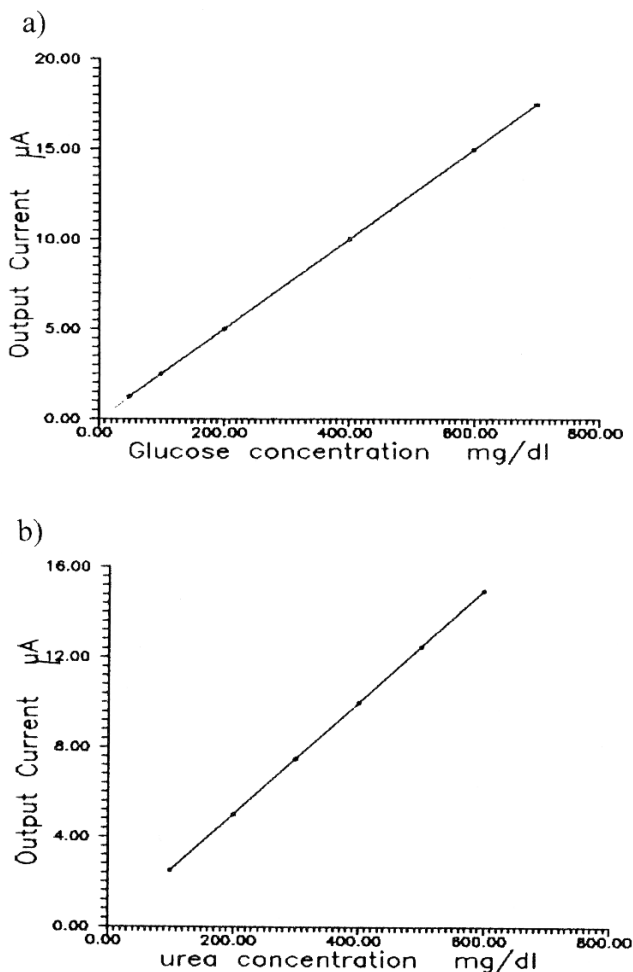 a)
20.00
15.00
10.00
5.00
0.00
Output Current μA
0.00 200.00 400.00 600.00 800.00
Glucose concentration mg/dl
b)
16.00
12.00
8.00
4.00
0.00
Output Current μA
0.00 200.00 400.00 600.00 800.00
urea concentration mg/dl